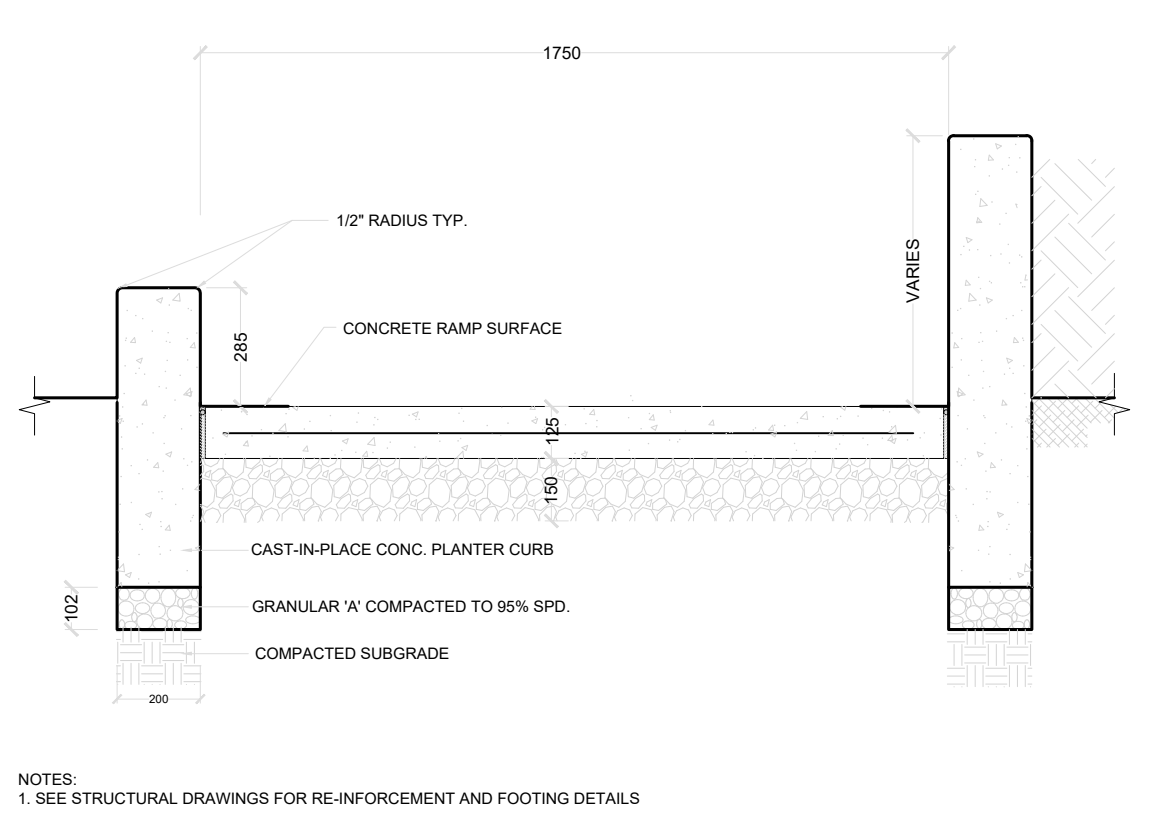 1750
1/2" RADIUS TYP.
VARIES
CONCRETE RAMP SURFACE
285
125
150
CAST-IN-PLACE CONC. PLANTER CURB
102
GRANULAR 'A' COMPACTED TO 95% SPD.
COMPACTED SUBGRADE
200
NOTES:
1. SEE STRUCTURAL DRAWINGS FOR RE-INFORCEMENT AND FOOTING DETAILS